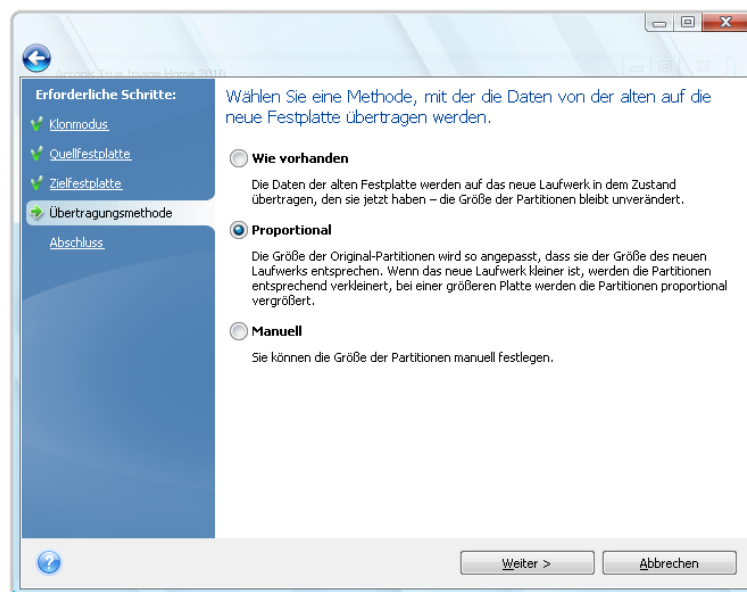 Acronis True Image Home 2010
Erforderliche Schritte:
Klonmodus
Quellfestplatte
Zielfestplatte
Übertragungsmethode
Abschluss
Wählen Sie eine Methode, mit der die Daten von der alten auf die
neue Festplatte übertragen werden.
Wie vorhanden
Die Daten der alten Festplatte werden auf das neue Laufwerk in dem Zustand
übertragen, den sie jetzt haben – die Größe der Partitionen bleibt unverändert.
Proportional
Die Größe der Original-Partitionen wird so angepasst, dass sie der Größe des neuen
Laufwerks entsprechen. Wenn das neue Laufwerk kleiner ist, werden die Partitionen
entsprechend verkleinert, bei einer größeren Platte werden die Partitionen proportional
vergrößert.
Manuell
Sie können die Größe der Partitionen manuell festlegen.
Weiter >
Abbrechen